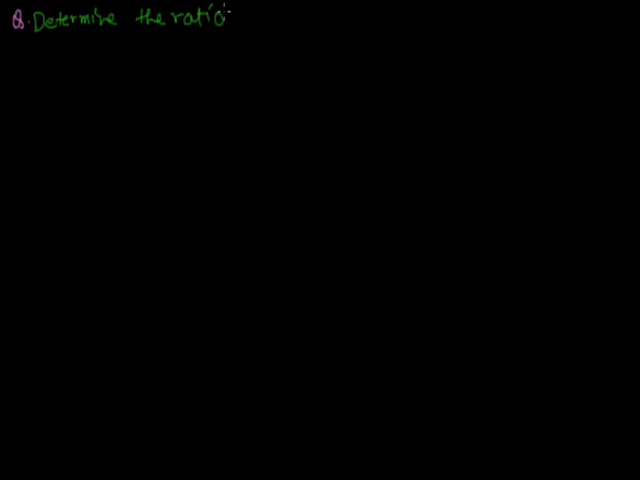 Q. Determine the ratio